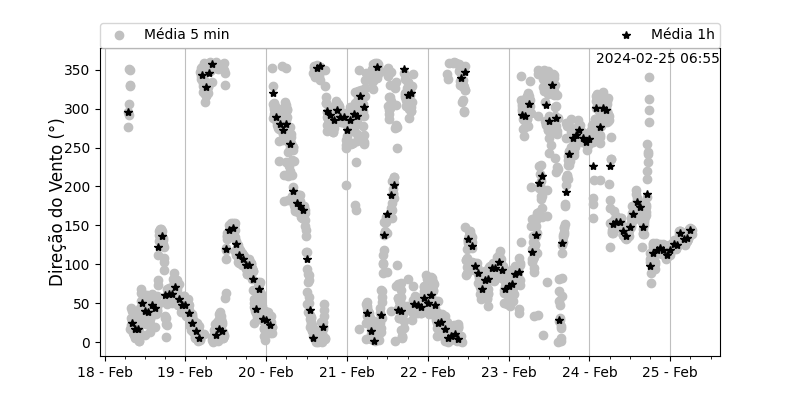 Média 5 min
Média 1h
2024-02-25 06:55
Direção do Vento (°)
350
300
250
200
150
100
50
0
18 - Feb
19 - Feb
20 - Feb
21 - Feb
22 - Feb
23 - Feb
24 - Feb
25 - Feb